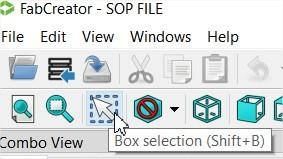 FabCreator - SOP FILE
File Edit View Windows Help
Box selection (Shift+B)
Combo View